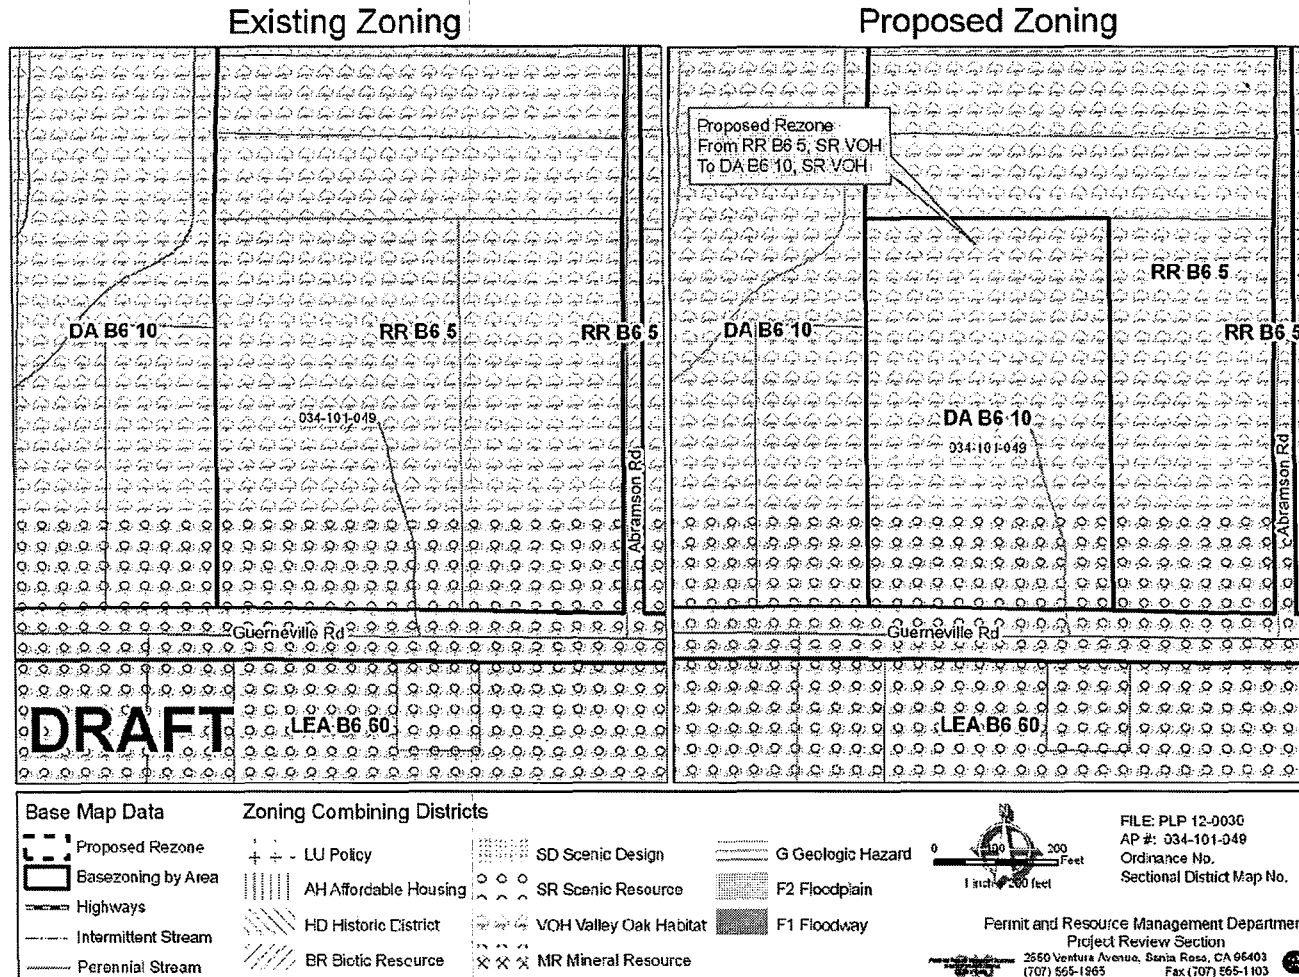 Existing Zoning
Proposed Zoning
Proposed Rezone
From RR B6 5, SR VOH
To DA B6 10, SR VOH
DA B6 10
RR B6 5
RR B6 5
034-101-049
Abramson Rd
Guerneville Rd
DRAFT
LEA B6 60
RR B6 5
DA B6 10
RR B6 5
DA B6 10
034-101-049
Abramson Rd
Guerneville Rd
LEA B6 60
Base Map Data
Proposed Rezone
Basezoning by Area
Highways
Intermittent Stream
Perennial Stream
Zoning Combining Districts
LU Policy
AH Affordable Housing
HD Historic District
BR Biotic Resource
SD Scenic Design
SR Scenic Resource
VOH Valley Oak Habitat
MR Mineral Resource
G Geologic Hazard
F2 Floodplain
F1 Floodway
N
0 100 200
Feet
1 inch = 200 feet
FILE: PLP 12-0030
AP #: 034-101-049
Ordinance No.
Sectional District Map No.
Permit and Resource Management Departmen
Project Review Section
2550 Ventura Avenue, Santa Rosa, CA 95403
(707) 565-1965 Fax (707) 565-1103